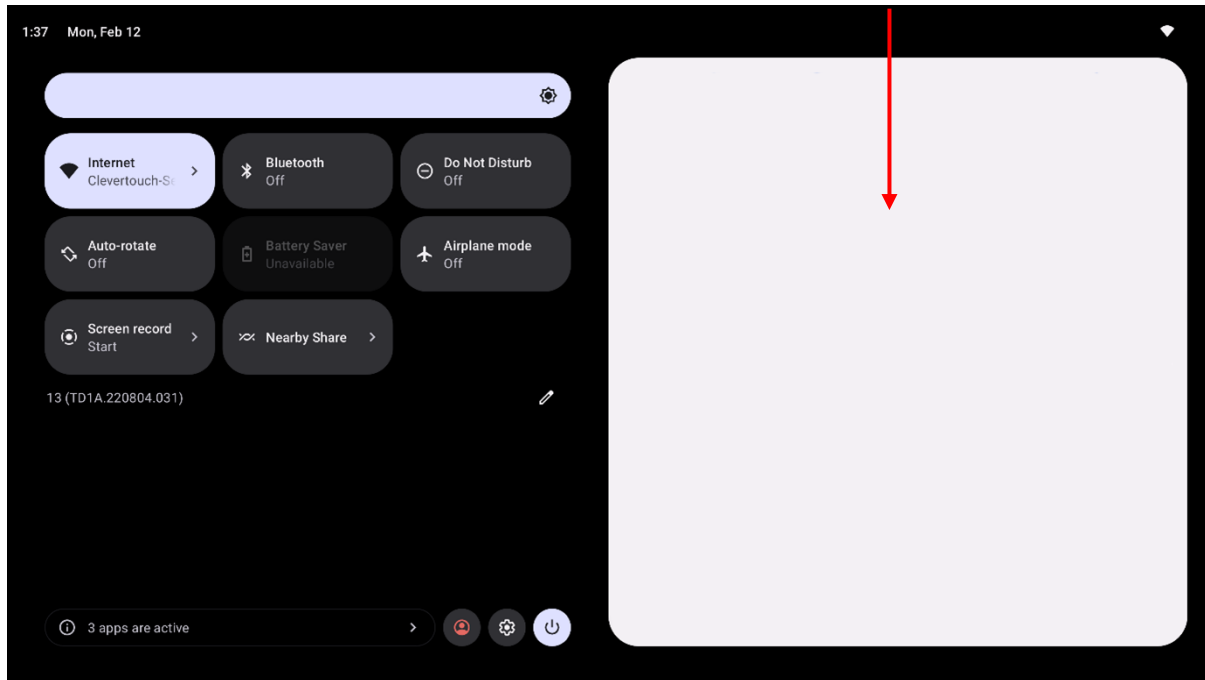 1:37 Mon, Feb 12
Internet
Clevertouch-Se
Bluetooth
Off
Do Not Disturb
Off
Auto-rotate
Off
Battery Saver
Unavailable
Airplane mode
Off
Screen record
Start
Nearby Share
13 (TD1A.220804.031)
3 apps are active